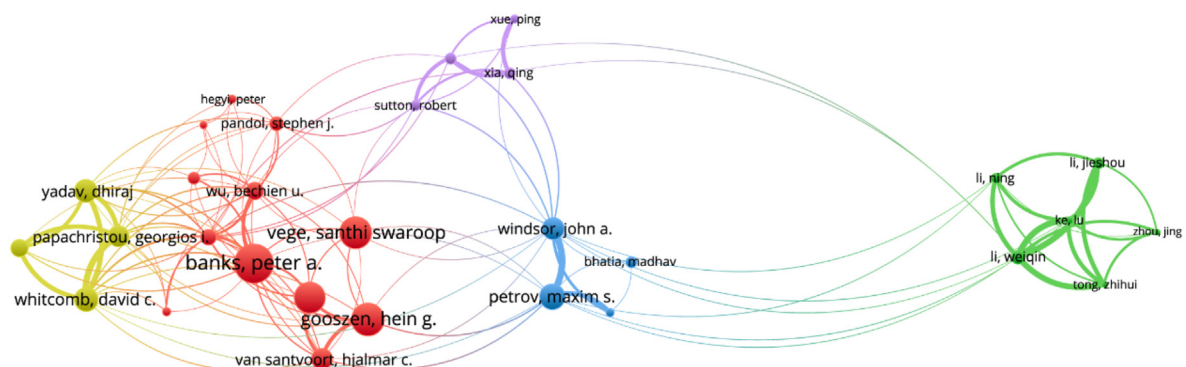 xue, ping
xia, qing
sutton, robert
hegyi, peter
pandol, stephen j.
li, jieshou
li, ning
yadav, dhiraj
wu, bechien u.
ke, lu
papachristou, georgios i.
vege, santhi swaroop
windsor, john a.
zhou, jing
banks, peter a.
bhatia, madhav
li, weiqin
whitcomb, david c.
petrov, maxim s.
tong, zhihui
gooszen, hein g.
van santvoort, hjalmar c.